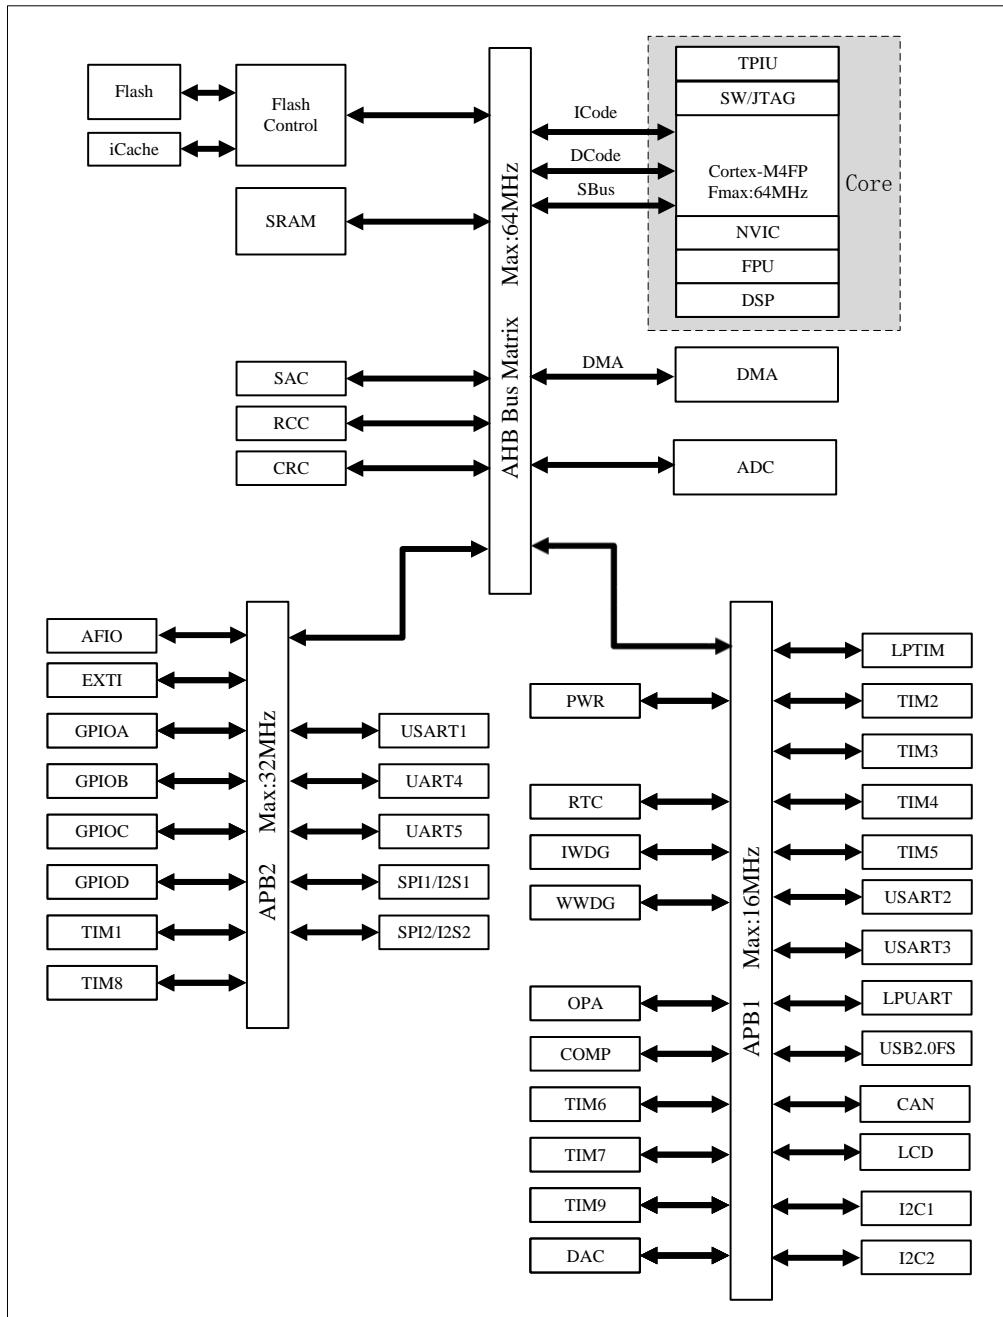 Flash
iCache
Flash
Control
SRAM
SAC
RCC
CRC
AHB Bus Matrix Max:64MHz
ICode
DCode
SBus
TPIU
SW/JTAG
Cortex-M4FP
Fmax:64MHz
NVIC
FPU
DSP
Core
DMA
DMA
ADC
AFIO
EXTI
GPIOA
GPIOB
GPIOC
GPIOD
TIM1
TIM8
APB2 Max:32MHz
USART1
UART4
UART5
SPI1/I2S1
SPI2/I2S2
PWR
RTC
IWDG
WWDG
OPA
COMP
TIM6
TIM7
TIM9
DAC
APB1 Max:16MHz
LPTIM
TIM2
TIM3
TIM4
TIM5
USART2
USART3
LPUART
USB2.0FS
CAN
LCD
I2C1
I2C2